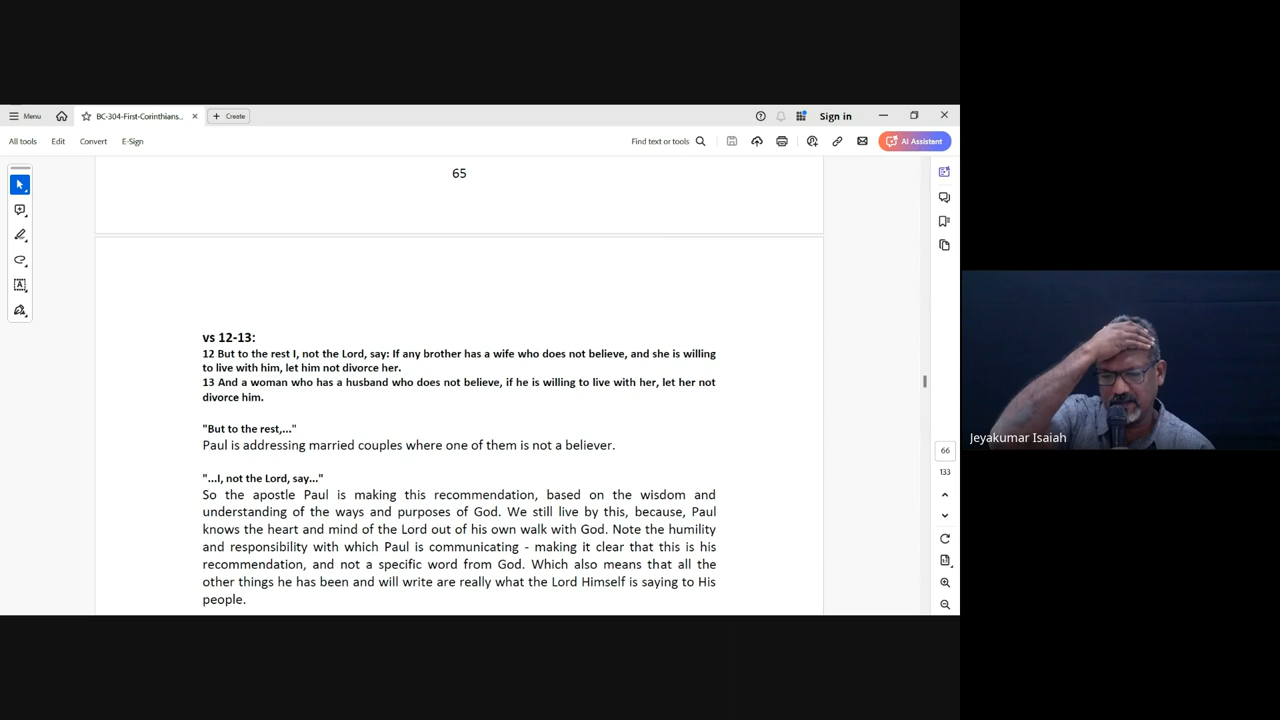 Menu
BC-304-First-Corinthians...
Create
Sign in
All tools
Edit
Convert
E-Sign
Find text or tools
AI Assistant
65
vs 12-13:
12 But to the rest I, not the Lord, say: If any brother has a wife who does not believe, and she is willing
to live with him, let him not divorce her.
13 And a woman who has a husband who does not believe, if he is willing to live with her, let her not
divorce him.
"But to the rest,..."
Paul is addressing married couples where one of them is not a believer.
"...I, not the Lord, say..."
So the apostle Paul is making this recommendation, based on the wisdom and
understanding of the ways and purposes of God. We still live by this, because, Paul
knows the heart and mind of the Lord out of his own walk with God. Note the humility
and responsibility with which Paul is communicating - making it clear that this is his
recommendation, and not a specific word from God. Which also means that all the
other things he has been and will write are really what the Lord Himself is saying to His
people.
66
133
Jeyakumar Isaiah